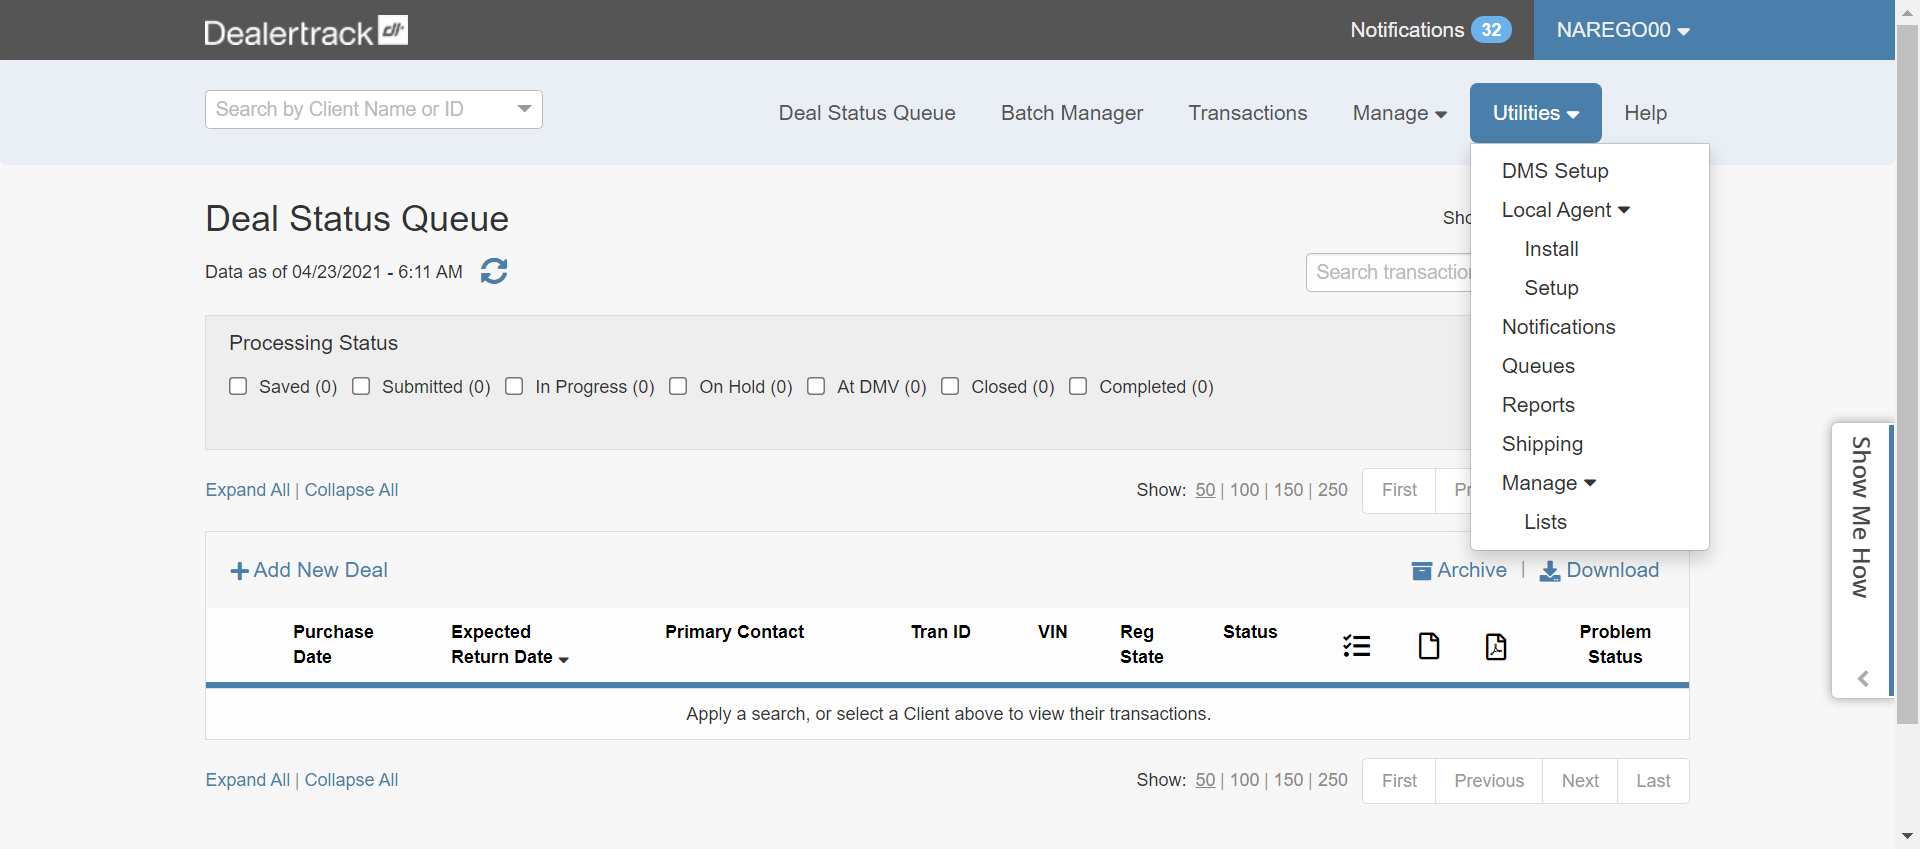 Dealertrack dt
Notifications 32
NAREGO00
Search by Client Name or ID
Deal Status Queue
Batch Manager
Transactions
Manage
Utilities
Help
DMS Setup
Local Agent
Install
Setup
Notifications
Queues
Reports
Shipping
Manage
Lists
Deal Status Queue
Data as of 04/23/2021 - 6:11 AM
Processing Status
Saved (0) Submitted (0) In Progress (0) On Hold (0) At DMV (0) Closed (0) Completed (0)
Expand All | Collapse All
Show: 50 | 100 | 150 | 250
First
Add New Deal
Archive | Download
Purchase Date
Expected Return Date
Primary Contact
Tran ID
VIN
Reg State
Status
Problem Status
Apply a search, or select a Client above to view their transactions.
Expand All | Collapse All
Show: 50 | 100 | 150 | 250
First Previous Next Last
Show Me How